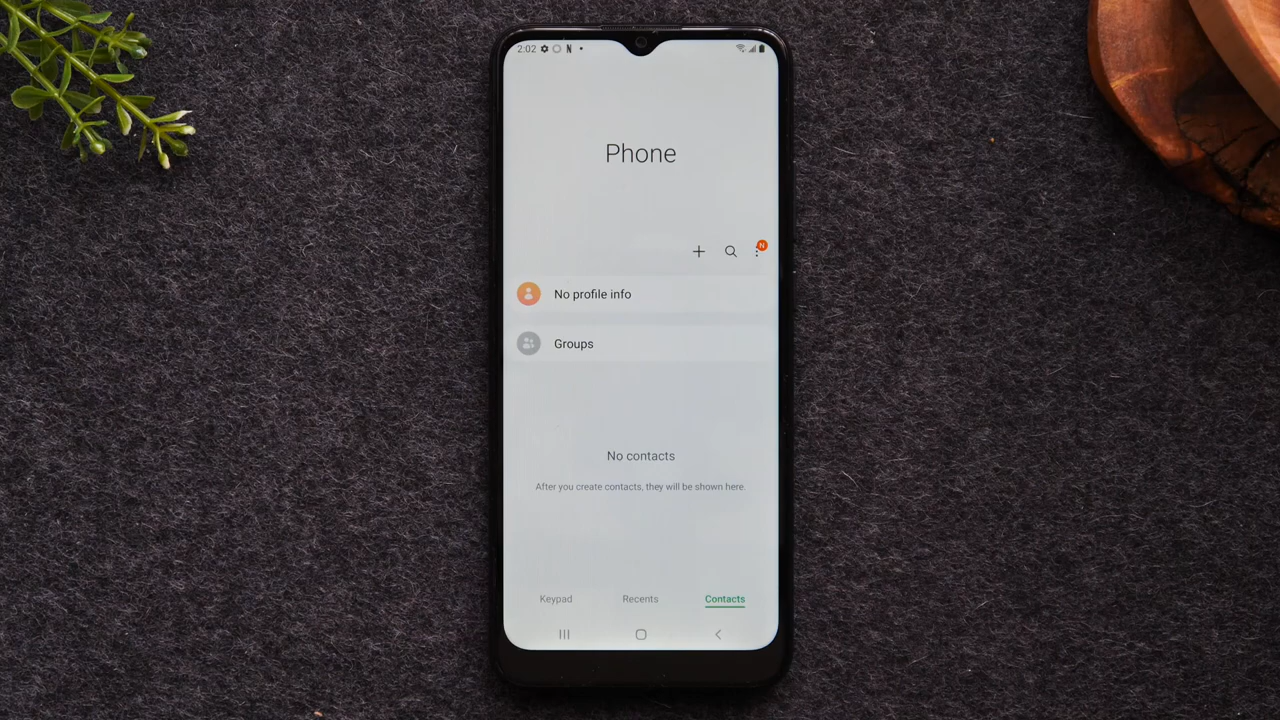 2:02 N
Phone
N
No profile info
Groups
No contacts
After you create contacts, they will be shown here.
Keypad Recents Contacts